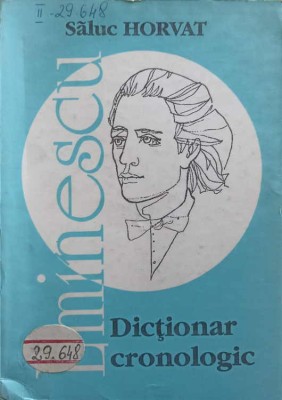 II-29.648
Săluc HORVAT
Eminescu
29.648
Dicţionar
cronologic